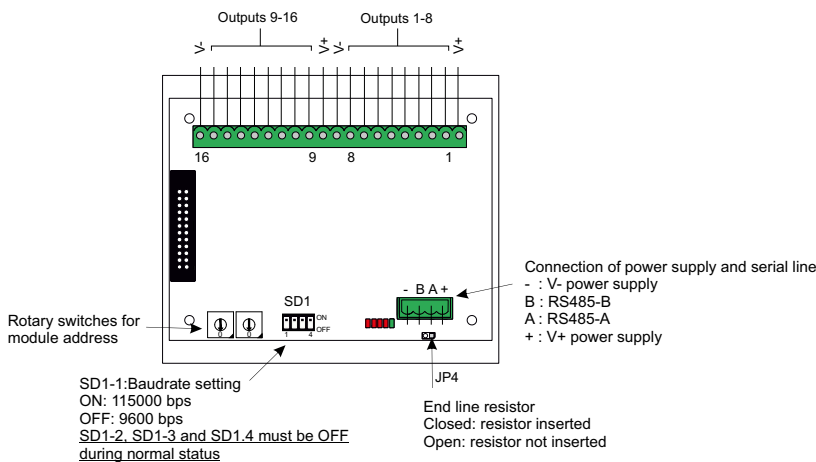 Outputs 9-16
Outputs 1-8
V-
V+
V-
V+
16
9
8
1
Connection of power supply and serial line
- : V- power supply
B : RS485-B
A : RS485-A
+ : V+ power supply
- B A +
SD1
ON
OFF
1
4
0
0
Rotary switches for
module address
JP4
SD1-1:Baudrate setting
ON: 115000 bps
OFF: 9600 bps
SD1-2, SD1-3 and SD1.4 must be OFF
during normal status
End line resistor
Closed: resistor inserted
Open: resistor not inserted